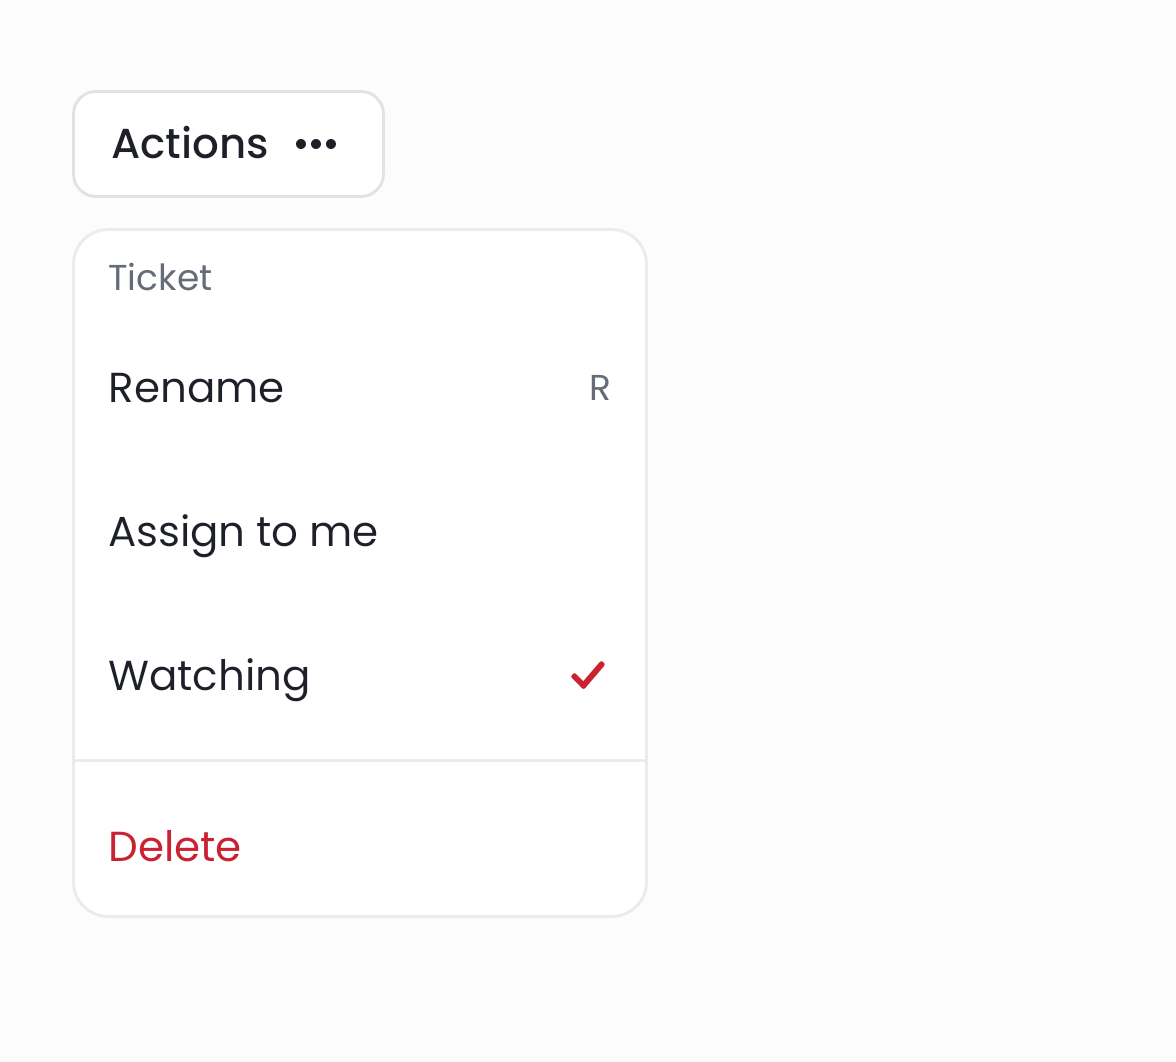 Actions
Ticket
Rename R
Assign to me
Watching
Delete